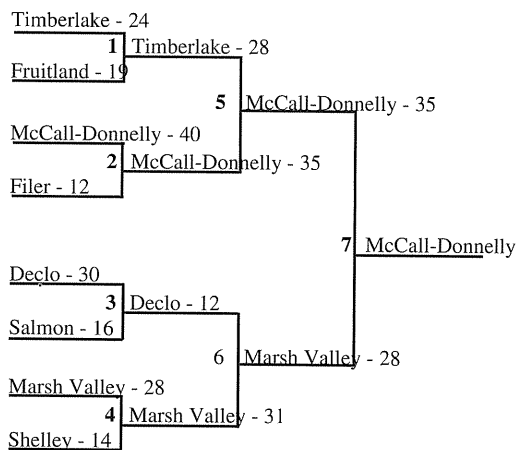 Timberlake - 24
1 Timberlake - 28
Fruitland - 19
5 McCall-Donnelly - 35
McCall-Donnelly - 40
2 McCall-Donnelly - 35
Filer - 12
7 McCall-Donnelly
Declo - 30
3 Declo - 12
Salmon - 16
6 Marsh Valley - 28
Marsh Valley - 28
4 Marsh Valley - 31
Shelley - 14